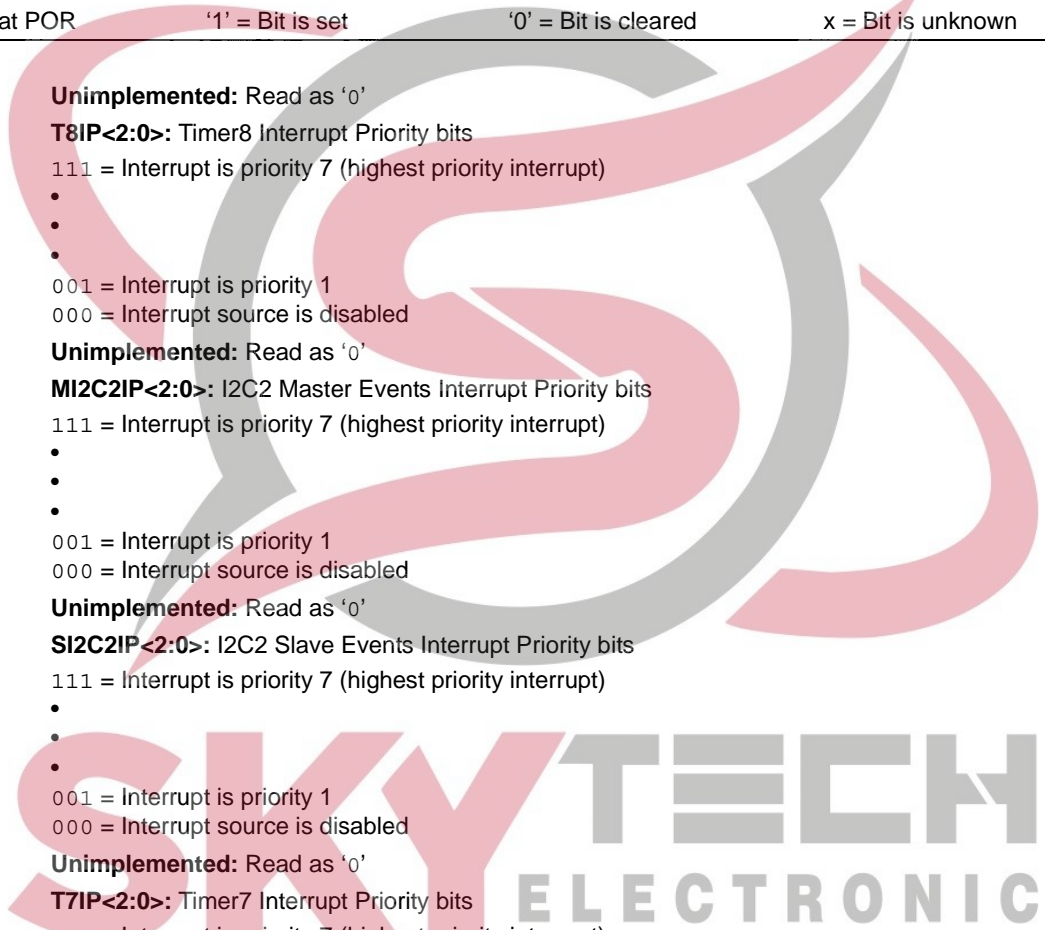 at POR ‘1’ = Bit is set ‘0’ = Bit is cleared x = Bit is unknown
Unimplemented: Read as ‘0’
T8IP<2:0>: Timer8 Interrupt Priority bits
111 = Interrupt is priority 7 (highest priority interrupt)
•
•
•
001 = Interrupt is priority 1
000 = Interrupt source is disabled
Unimplemented: Read as ‘0’
MI2C2IP<2:0>: I2C2 Master Events Interrupt Priority bits
111 = Interrupt is priority 7 (highest priority interrupt)
•
•
•
001 = Interrupt is priority 1
000 = Interrupt source is disabled
Unimplemented: Read as ‘0’
SI2C2IP<2:0>: I2C2 Slave Events Interrupt Priority bits
111 = Interrupt is priority 7 (highest priority interrupt)
•
•
•
001 = Interrupt is priority 1
000 = Interrupt source is disabled
Unimplemented: Read as ‘0’
T7IP<2:0>: Timer7 Interrupt Priority bits
SKYTECH
ELECTRONIC